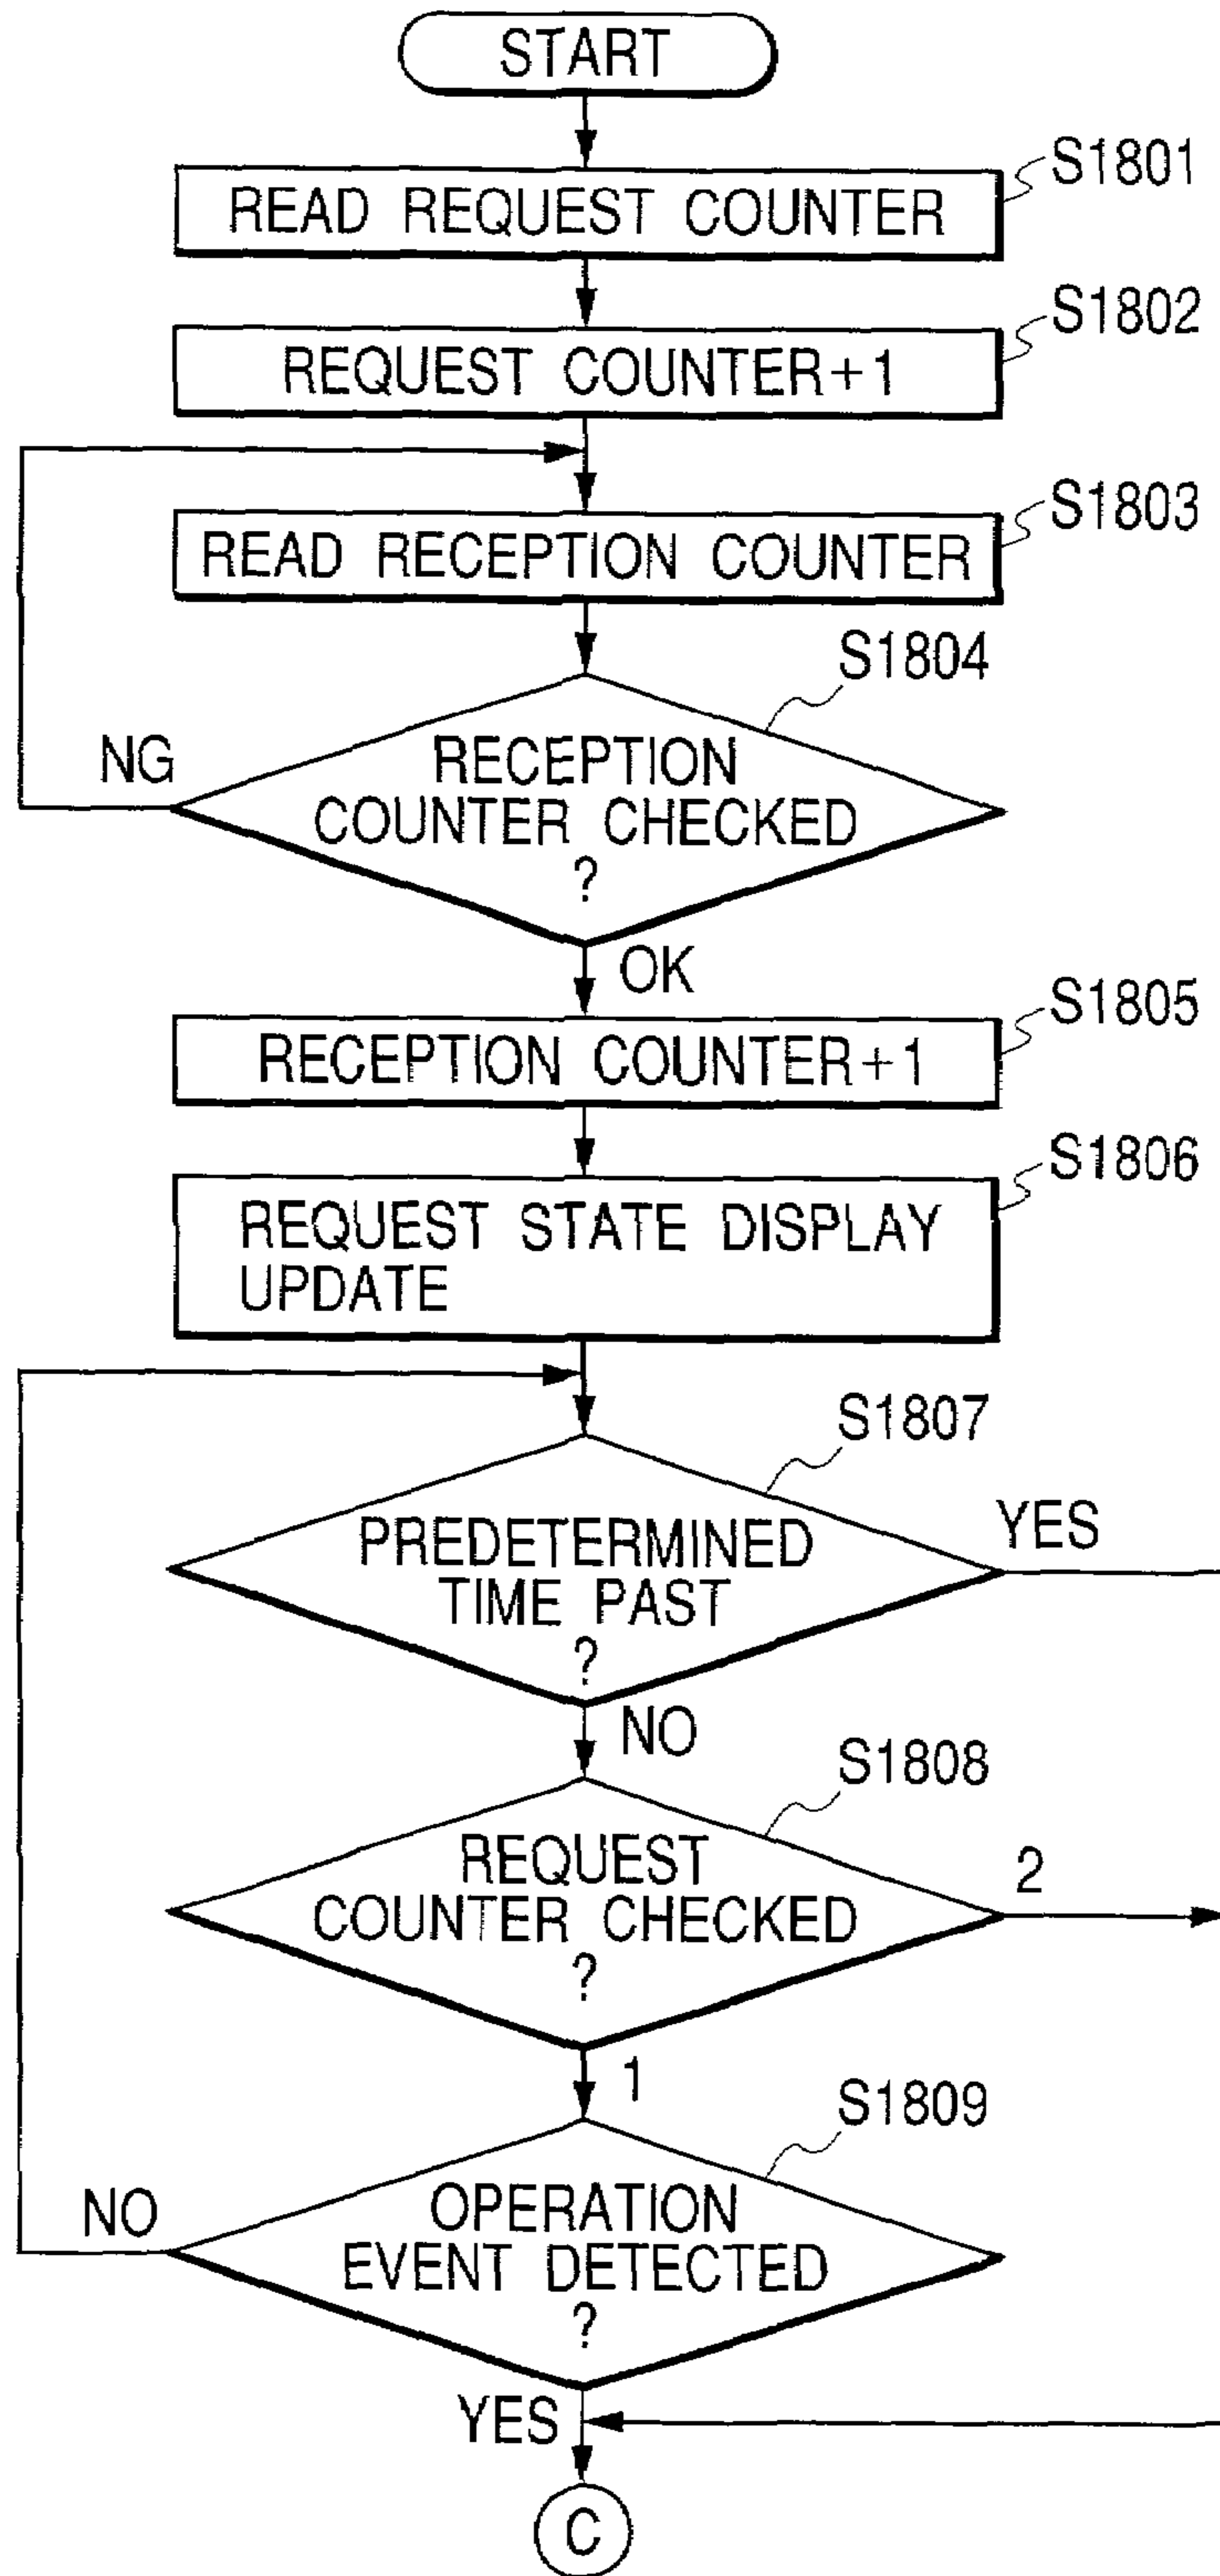 START
S1801
READ REQUEST COUNTER
S1802
REQUEST COUNTER+1
S1803
READ RECEPTION COUNTER
S1804
NG
RECEPTION
COUNTER CHECKED
?
OK
S1805
RECEPTION COUNTER+1
S1806
REQUEST STATE DISPLAY
UPDATE
S1807
YES
PREDETERMINED
TIME PAST
?
NO
S1808
REQUEST
COUNTER CHECKED
?
2
1
S1809
NO
OPERATION
EVENT DETECTED
?
YES
C